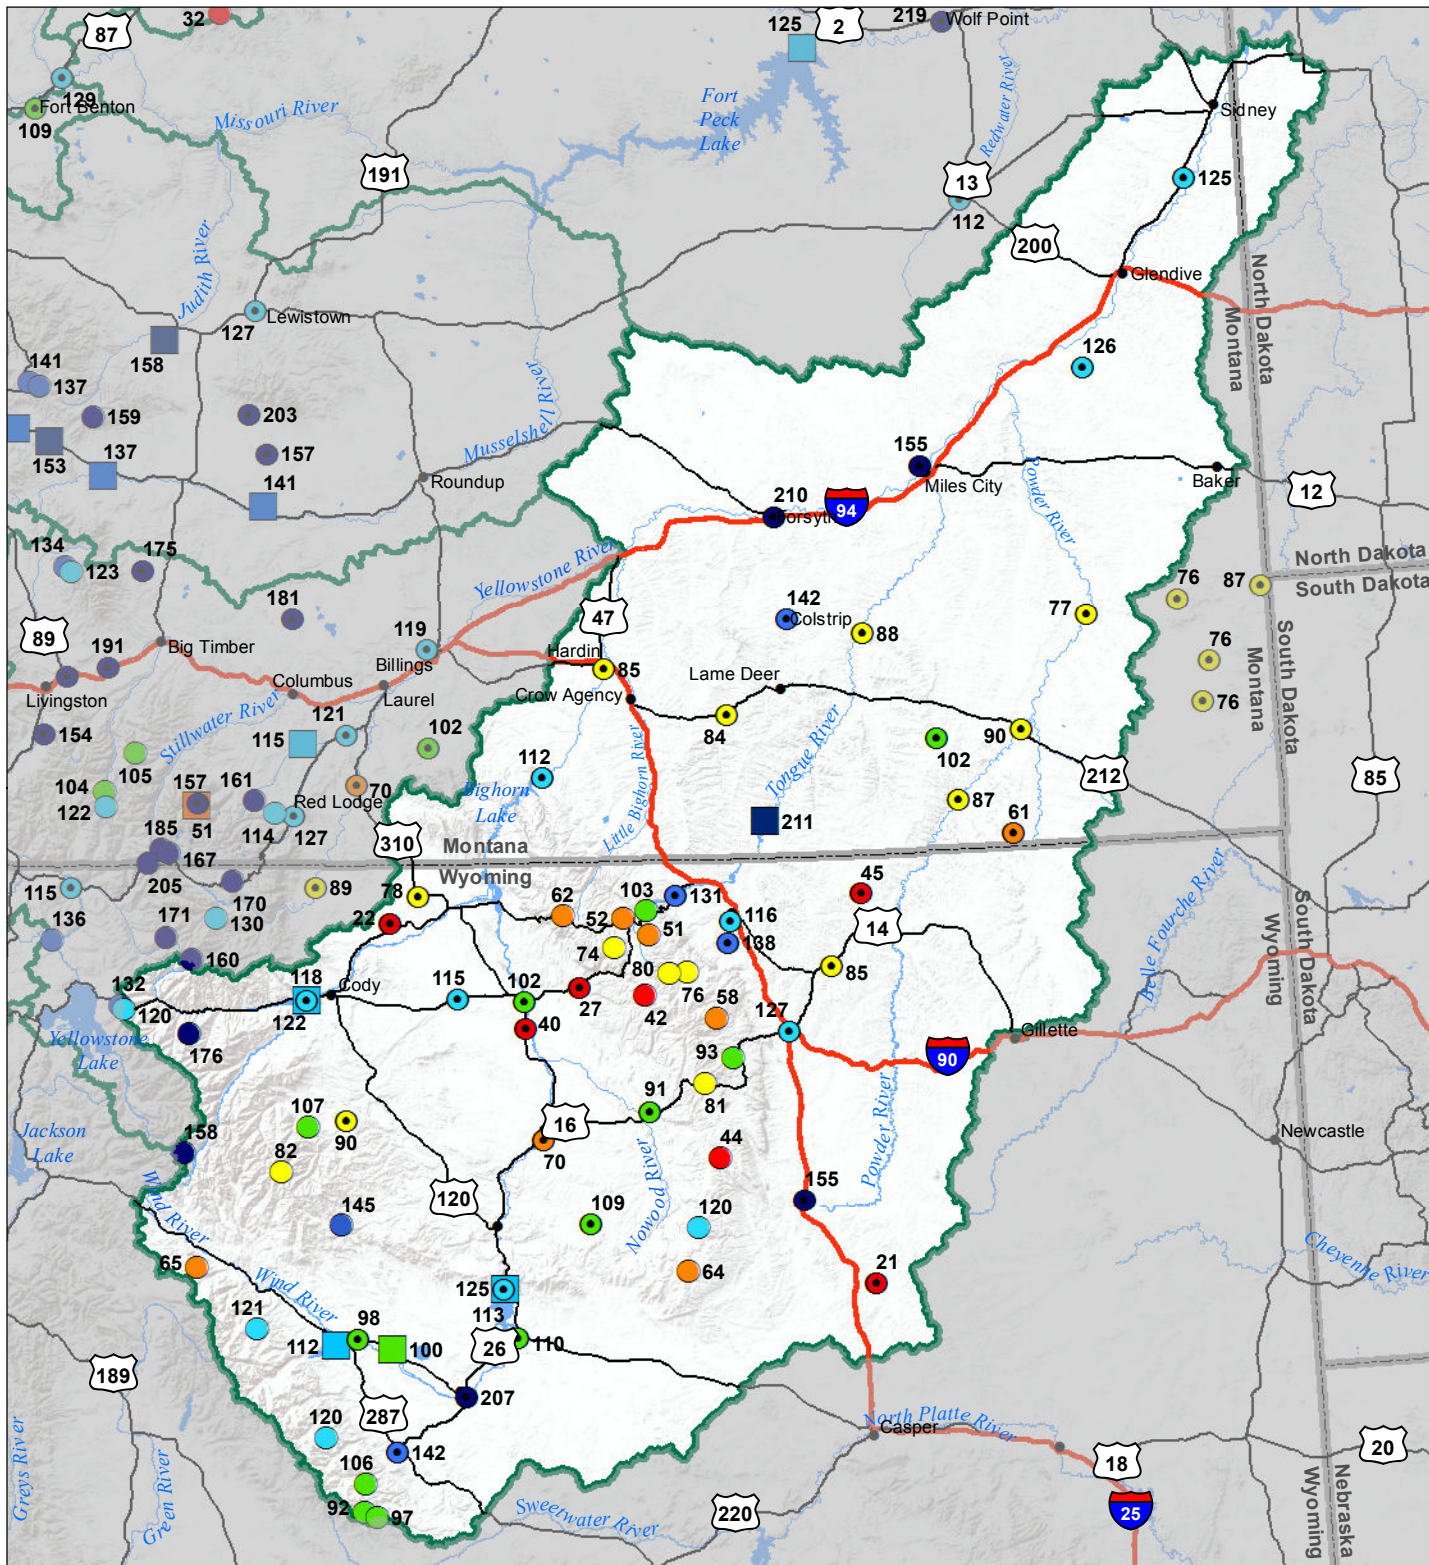 32
87
125
2
219
Wolf Point
129
Fort Benton
109
Missouri River
Fort
Peck
Lake
Redwater River
Sidney
191
13
125
112
Judith River
200
Glendive
North Dakota
Montana
127
Lewistown
158
126
141
137
159
203
Musselshell River
153
137
157
155
Roundup
Miles City
Baker
12
141
210
Forsyth
94
Powder River
134
123
175
Yellowstone River
North Dakota
South Dakota
76
87
181
47
142
Colstrip
88
77
89
191
Big Timber
119
Billings
Hardin
85
76
South Dakota
Montana
Livingston
Columbus
Laurel
Crow Agency
Lame Deer
76
154
Stillwater River
121
115
102
84
90
102
105
112
Bighorn
Lake
Little Bighorn River
Tongue River
212
85
104
122
157
51
161
114
Red Lodge
127
70
87
61
211
185
167
310
Montana
Wyoming
205
115
170
130
89
78
62
103
131
45
136
171
22
52
51
116
14
Belle Fourche River
South Dakota
Wyoming
160
74
138
132
118
Cody
115
102
80
76
85
120
122
27
42
58
127
Yellowstone
Lake
176
40
93
90
Gillette
107
90
91
81
16
Jackson
Lake
158
82
70
44
Newcastle
Wind River
120
Nowood River
155
Powder River
145
109
120
65
64
21
Cheyenne River
Wind River
125
113
121
98
112
100
26
110
189
207
287
120
142
North Platte River
Casper
106
18
20
92
97
Greys River
Green River
Sweetwater River
220
25
Nebraska
Wyoming